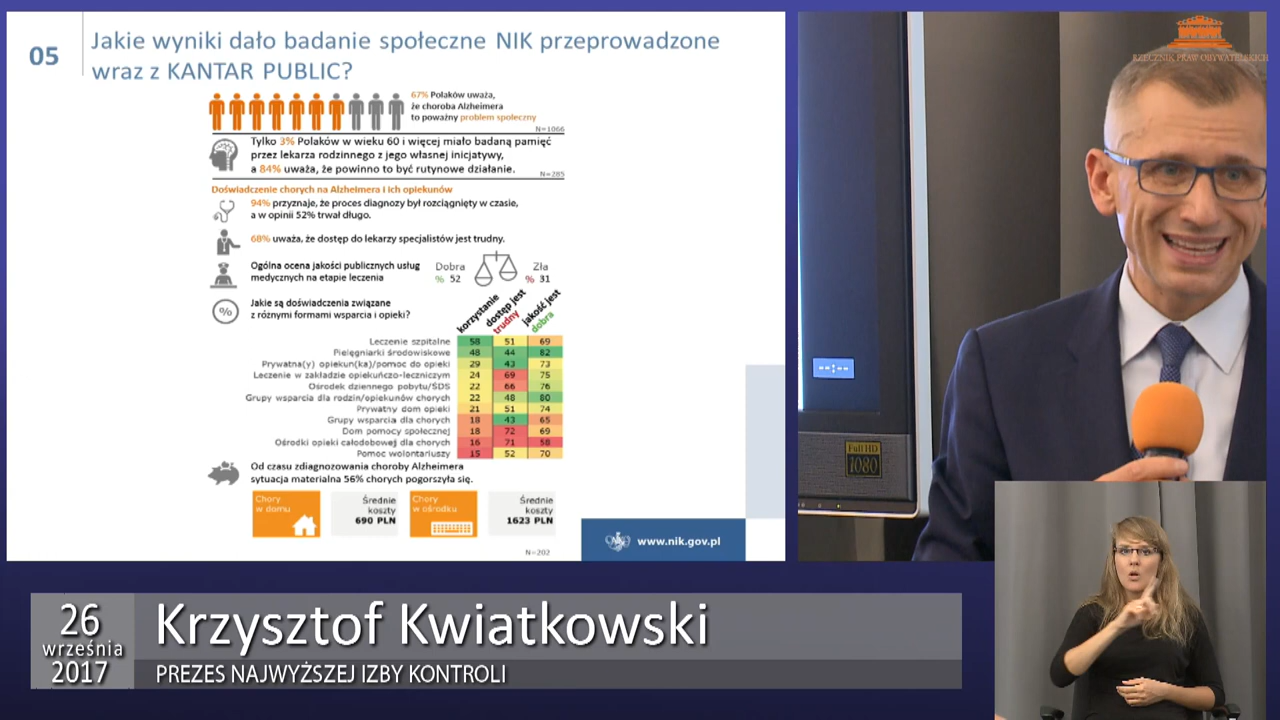 05
Jakie wyniki dało badanie społeczne NIK przeprowadzone
wraz z KANTAR PUBLIC?
67% Polaków uważa,
że choroba Alzheimera
to poważny problem społeczny
N=1066
Tylko 3% Polaków w wieku 60 i więcej miało badaną pamięć
przez lekarza rodzinnego z jego własnej inicjatywy,
a 84% uważa, że powinno to być rutynowe działanie.
N=285
Doświadczenie chorych na Alzheimera i ich opiekunów
94% przyznaje, że proces diagnozy był rozciągnięty w czasie,
a w opinii 52% trwał długo.
68% uważa, że dostęp do lekarzy specjalistów jest trudny.
Ogólna ocena jakości publicznych usług
medycznych na etapie leczenia
Dobra
% 52
Zła
% 31
%
Jakie są doświadczenia związane
z różnymi formami wsparcia i opieki?
korzystanie
dostęp jest
trudny
jakość jest
dobra
Leczenie szpitalne 58 51 69
Pielęgniarki środowiskowe 48 44 82
Prywatna(y) opiekun(ka)/pomoc do opieki 29 43 73
Leczenie w zakładzie opiekuńczo-leczniczym 24 69 75
Ośrodek dziennego pobytu/ŚDS 22 66 76
Grupy wsparcia dla rodzin/opiekunów chorych 22 48 80
Prywatny dom opieki 21 51 74
Grupy wsparcia dla chorych 18 43 65
Dom pomocy społecznej 18 72 69
Ośrodki opieki całodobowej dla chorych 16 71 58
Pomoc wolontariuszy 15 52 70
Od czasu zdiagnozowania choroby Alzheimera
sytuacja materialna 56% chorych pogorszyła się.
Chory
w domu
Średnie
koszty
690 PLN
Chory
w ośrodku
Średnie
koszty
1623 PLN
N=202
NIK
www.nik.gov.pl
RZECZNIK PRAW OBYWATELSKICH
Full HD
1080
26
września
2017
Krzysztof Kwiatkowski
PREZES NAJWYŻSZEJ IZBY KONTROLI